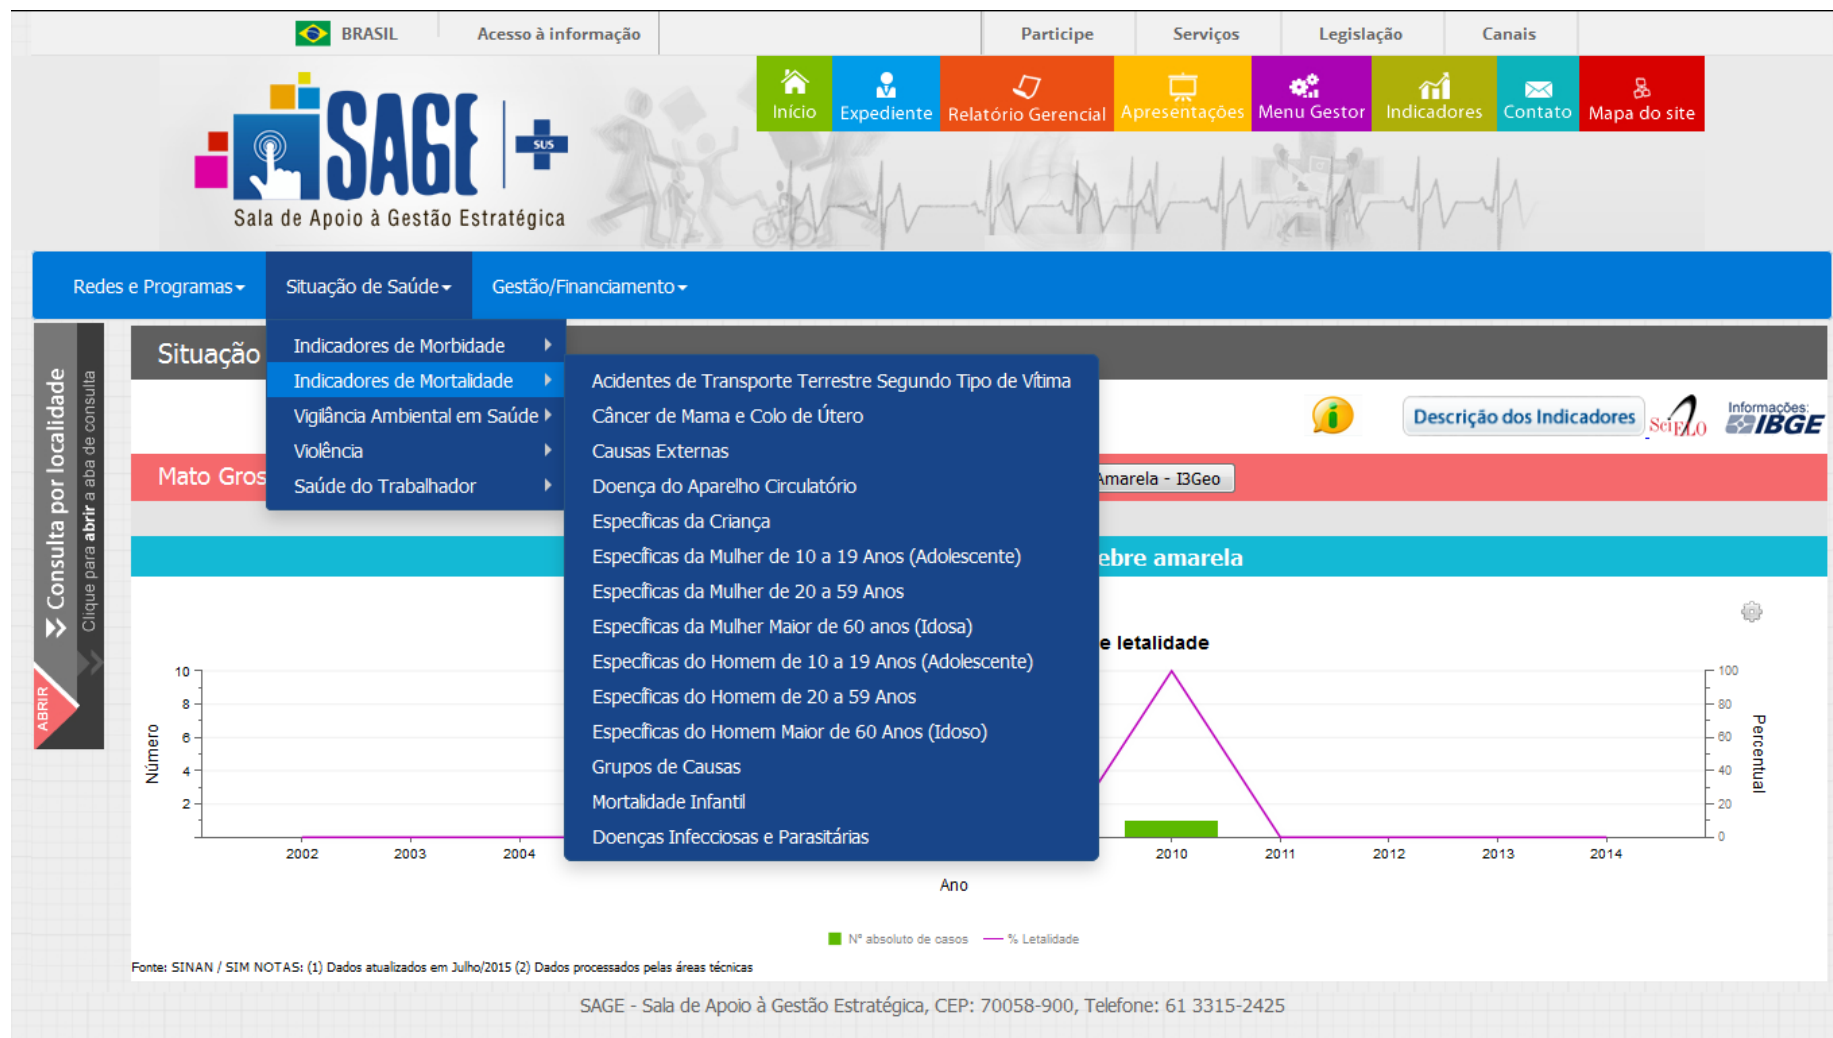 BRASIL Acesso à informação Participe Serviços Legislação Canais
Início Expediente Relatório Gerencial Apresentações Menu Gestor Indicadores Contato Mapa do site
SAGE SUS
Sala de Apoio à Gestão Estratégica
Redes e Programas Situação de Saúde Gestão/Financiamento
Situação
Indicadores de Morbidade
Indicadores de Mortalidade
Vigilância Ambiental em Saúde
Violência
Saúde do Trabalhador
Acidentes de Transporte Terrestre Segundo Tipo de Vítima
Câncer de Mama e Colo de Útero
Causas Externas
Doença do Aparelho Circulatório
Específicas da Criança
Específicas da Mulher de 10 a 19 Anos (Adolescente)
Específicas da Mulher de 20 a 59 Anos
Específicas da Mulher Maior de 60 anos (Idosa)
Específicas do Homem de 10 a 19 Anos (Adolescente)
Específicas do Homem de 20 a 59 Anos
Específicas do Homem Maior de 60 Anos (Idoso)
Grupos de Causas
Mortalidade Infantil
Doenças Infecciosas e Parasitárias
Consulta por localidade
Clique para abrir a aba de consulta
ABRIR
Descrição dos Indicadores SciELO Informações:
IBGE
Mato Gros Amarela - I3Geo
ebre amarela
e letalidade
Número
10
8
6
4
2
100
80
60
40
20
0
Percentual
2002 2003 2004 2010 2011 2012 2013 2014
Ano
Nº absoluto de casos % Letalidade
Fonte: SINAN / SIM NOTAS: (1) Dados atualizados em Julho/2015 (2) Dados processados pelas áreas técnicas
SAGE - Sala de Apoio à Gestão Estratégica, CEP: 70058-900, Telefone: 61 3315-2425